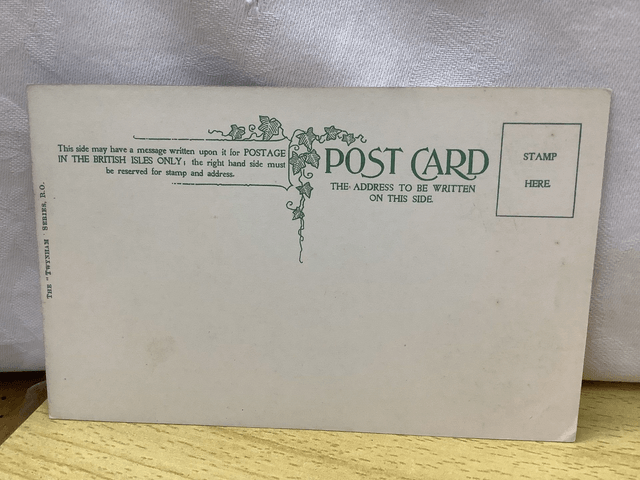 This side may have a message written upon it for POSTAGE
IN THE BRITISH ISLES ONLY; the right hand side must
be reserved for stamp and address.
POST CARD
THE ADDRESS TO BE WRITTEN
ON THIS SIDE.
STAMP
HERE.
THE "TWYNHAM" SERIES, B.O.